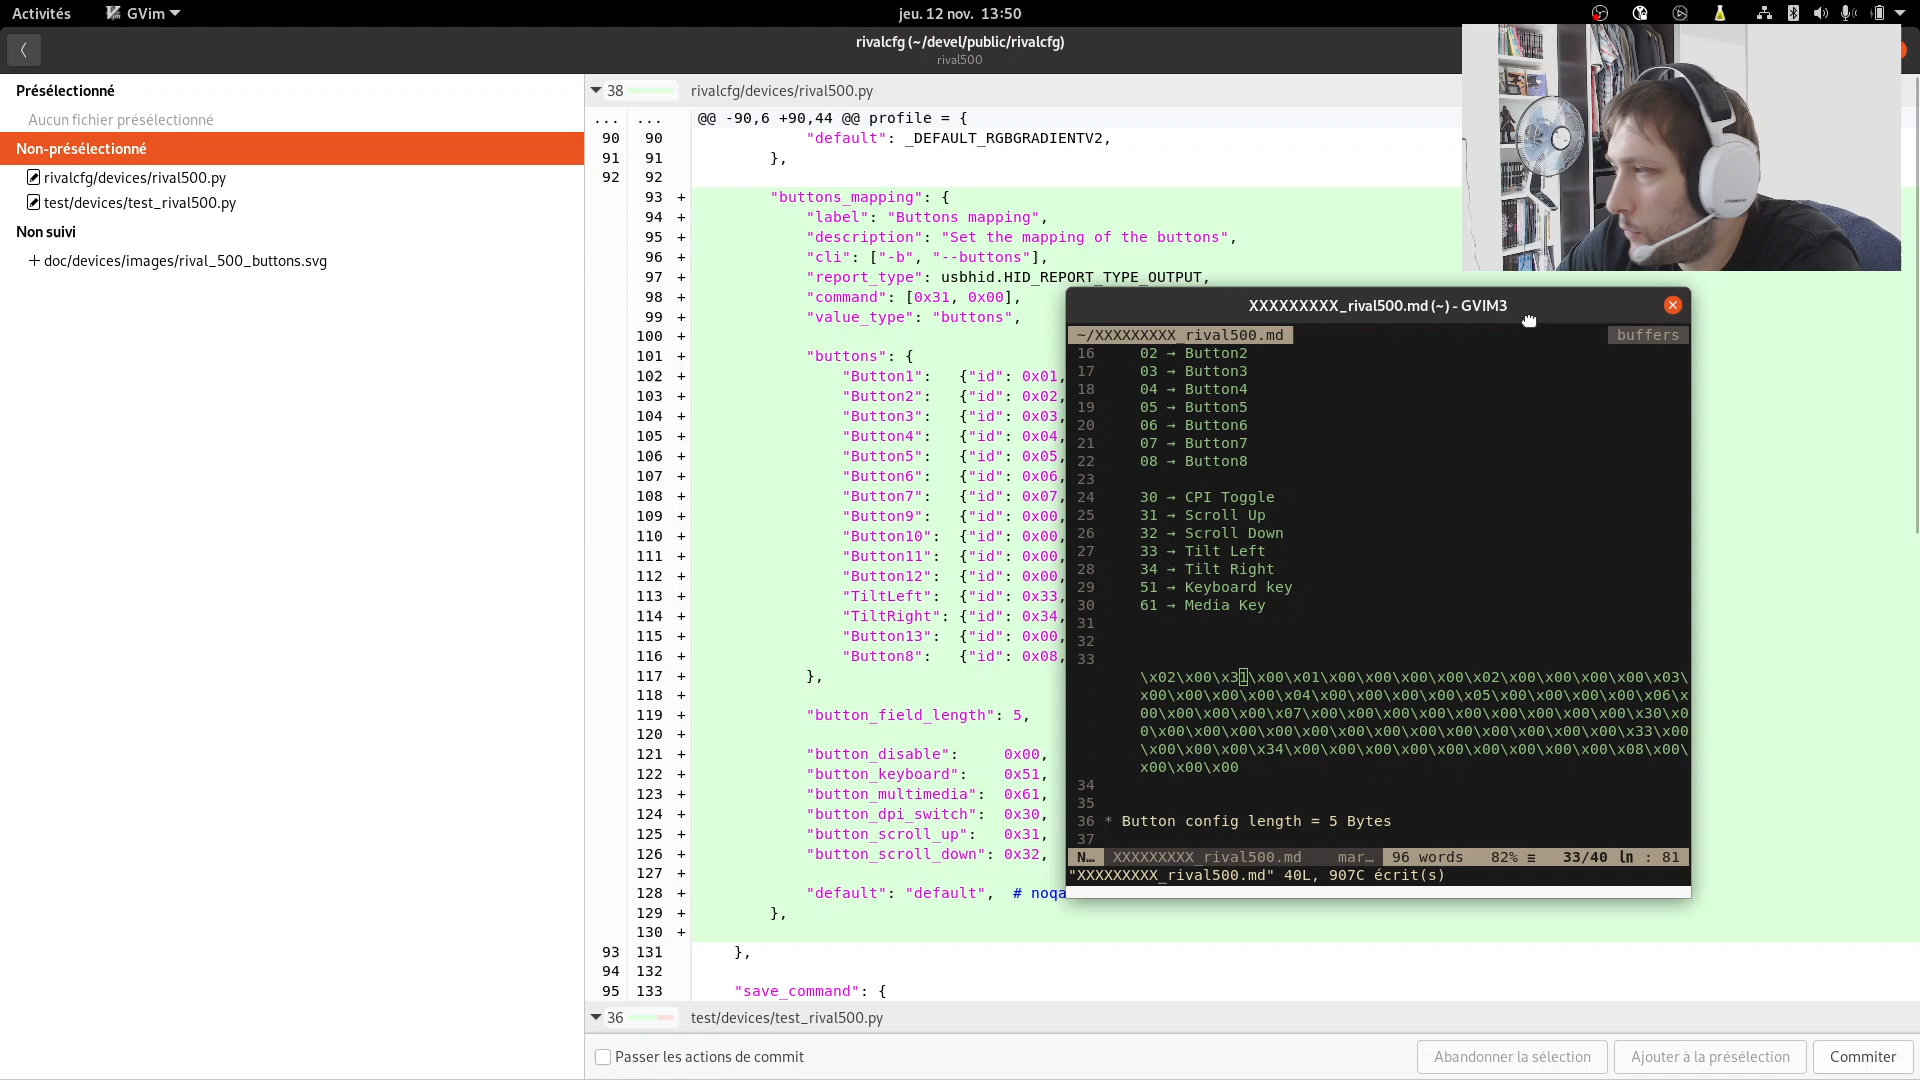 Activités
GVim
jeu. 12 nov. 13:50
rivalcfg (~/devel/public/rivalcfg)
rival500
Présélectionné
Aucun fichier présélectionné
Non-présélectionné
rivalcfg/devices/rival500.py
test/devices/test_rival500.py
Non suivi
doc/devices/images/rival_500_buttons.svg
38 rivalcfg/devices/rival500.py
... ... @@ -90,6 +90,44 @@ profile = {
90 90 "default": _DEFAULT_RGBGRADIENTV2,
91 91 },
92 92
93 + "buttons_mapping": {
94 + "label": "Buttons mapping",
95 + "description": "Set the mapping of the buttons",
96 + "cli": ["-b", "--buttons"],
97 + "report_type": usbhid.HID_REPORT_TYPE_OUTPUT,
98 + "command": [0x31, 0x00],
99 + "value_type": "buttons",
100 +
101 + "buttons": {
102 + "Button1": {"id": 0x01,
103 + "Button2": {"id": 0x02,
104 + "Button3": {"id": 0x03,
105 + "Button4": {"id": 0x04,
106 + "Button5": {"id": 0x05,
107 + "Button6": {"id": 0x06,
108 + "Button7": {"id": 0x07,
109 + "Button9": {"id": 0x00,
110 + "Button10": {"id": 0x00,
111 + "Button11": {"id": 0x00,
112 + "Button12": {"id": 0x00,
113 + "TiltLeft": {"id": 0x33,
114 + "TiltRight": {"id": 0x34,
115 + "Button13": {"id": 0x00,
116 + "Button8": {"id": 0x08,
117 + },
118 +
119 + "button_field_length": 5,
120 +
121 + "button_disable": 0x00,
122 + "button_keyboard": 0x51,
123 + "button_multimedia": 0x61,
124 + "button_dpi_switch": 0x30,
125 + "button_scroll_up": 0x31,
126 + "button_scroll_down": 0x32,
127 +
128 + "default": "default", # noqa
129 + },
130 +
93 131 },
94 132
95 133 "save_command": {
36 test/devices/test_rival500.py
Passer les actions de commit
Abandonner la sélection
Ajouter à la présélection
Commiter
XXXXXXXXX_rival500.md (~) - GVIM3
~/XXXXXXXXX_rival500.md buffers
16 02 → Button2
17 03 → Button3
18 04 → Button4
19 05 → Button5
20 06 → Button6
21 07 → Button7
22 08 → Button8
23
24 30 → CPI Toggle
25 31 → Scroll Up
26 32 → Scroll Down
27 33 → Tilt Left
28 34 → Tilt Right
29 51 → Keyboard key
30 61 → Media Key
31
32
33
\x02\x00\x31\x00\x01\x00\x00\x00\x00\x02\x00\x00\x00\x00\x03\
x00\x00\x00\x00\x04\x00\x00\x00\x00\x05\x00\x00\x00\x00\x06\x
00\x00\x00\x00\x07\x00\x00\x00\x00\x00\x00\x00\x00\x00\x30\x0
0\x00\x00\x00\x00\x00\x00\x00\x00\x00\x00\x00\x00\x00\x33\x00
\x00\x00\x00\x34\x00\x00\x00\x00\x00\x00\x00\x00\x00\x08\x00\
x00\x00\x00
34
35
36 * Button config length = 5 Bytes
37
N… XXXXXXXXX_rival500.md mar… 96 words 82% ≡ 33/40 ln : 81
"XXXXXXXXX_rival500.md" 40L, 907C écrit(s)